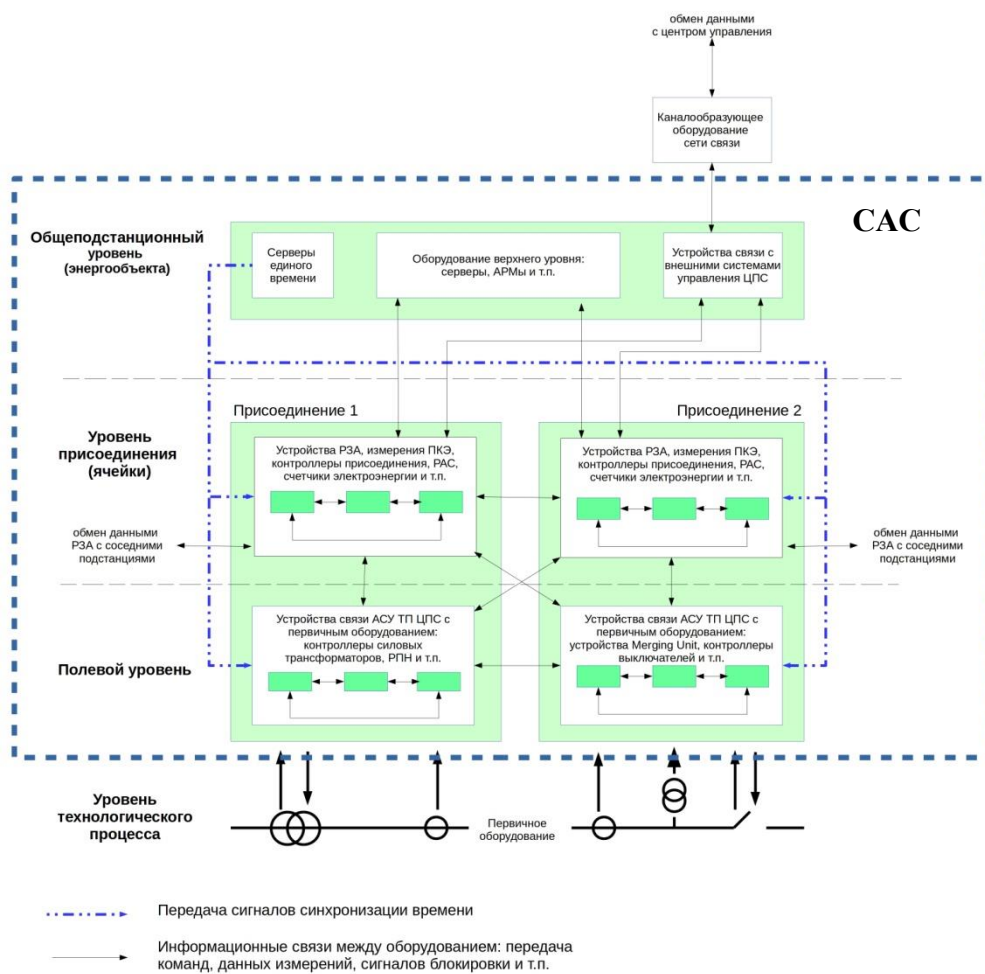 обмен данными
с центром управления
Каналообразующее
оборудование
сети связи
САС
Общеподстанционный
уровень
(энергообъекта)
Серверы
единого
времени
Оборудование верхнего уровня:
серверы, АРМы и т.п.
Устройства связи с
внешними системами
управления ЦПС
Присоединение 1
Присоединение 2
Уровень
присоединения
(ячейки)
Устройства РЗА, измерения ПКЭ,
контроллеры присоединения, РАС,
счетчики электроэнергии и т.п.
Устройства РЗА, измерения ПКЭ,
контроллеры присоединения, РАС,
счетчики электроэнергии и т.п.
обмен данными
РЗА с соседними
подстанциями
обмен данными
РЗА с соседними
подстанциями
Полевой уровень
Устройства связи АСУ ТП ЦПС с
первичным оборудованием:
контроллеры силовых
трансформаторов, РПН и т.п.
Устройства связи АСУ ТП ЦПС с
первичным оборудованием:
устройства Merging Unit, контроллеры
выключателей и т.п.
Уровень
технологического
процесса
Первичное
оборудование
Передача сигналов синхронизации времени
Информационные связи между оборудованием: передача
команд, данных измерений, сигналов блокировки и т.п.